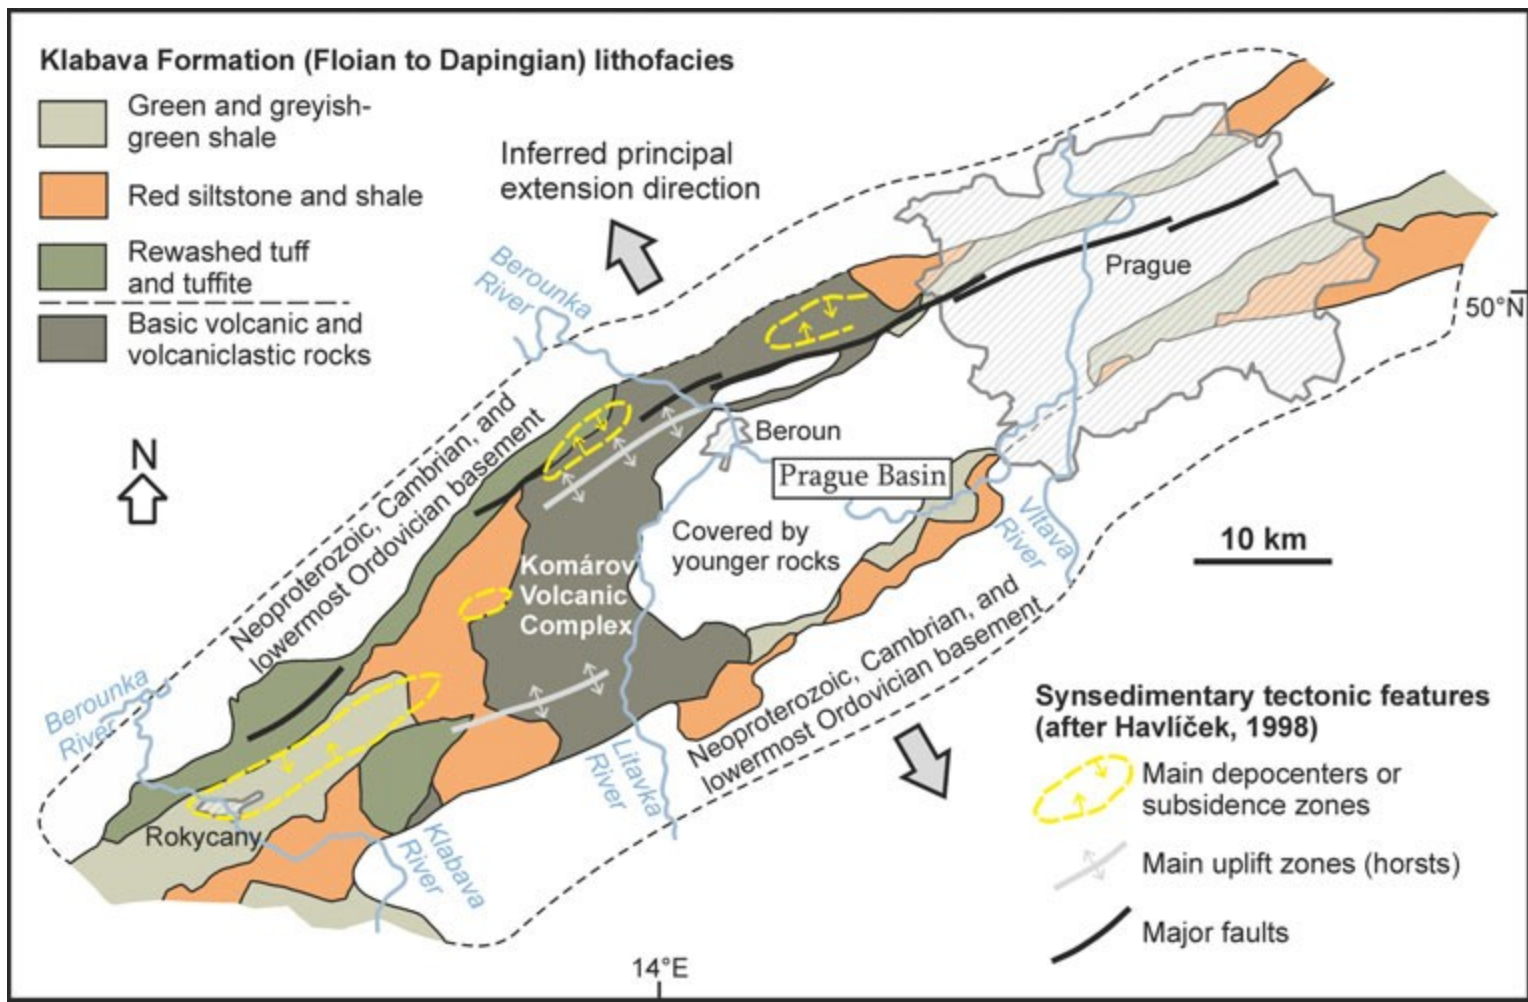 Klabava Formation (Floian to Dapingian) lithofacies
Green and greyish-
green shale
Red siltstone and shale
Rewashed tuff
and tuffite
Basic volcanic and
volcaniclastic rocks
Inferred principal
extension direction
Berounka
River
Prague
50°N
N
Neoproterozoic, Cambrian, and
lowermost Ordovician basement
Beroun
Prague Basin
Covered by
younger rocks
Vltava
River
10 km
Komárov
Volcanic
Complex
Neoproterozoic, Cambrian, and
lowermost Ordovician basement
Berounka
River
Litavka
River
Rokycany
Klabava
River
Synsedimentary tectonic features
(after Havlíček, 1998)
Main depocenters or
subsidence zones
Main uplift zones (horsts)
Major faults
14°E